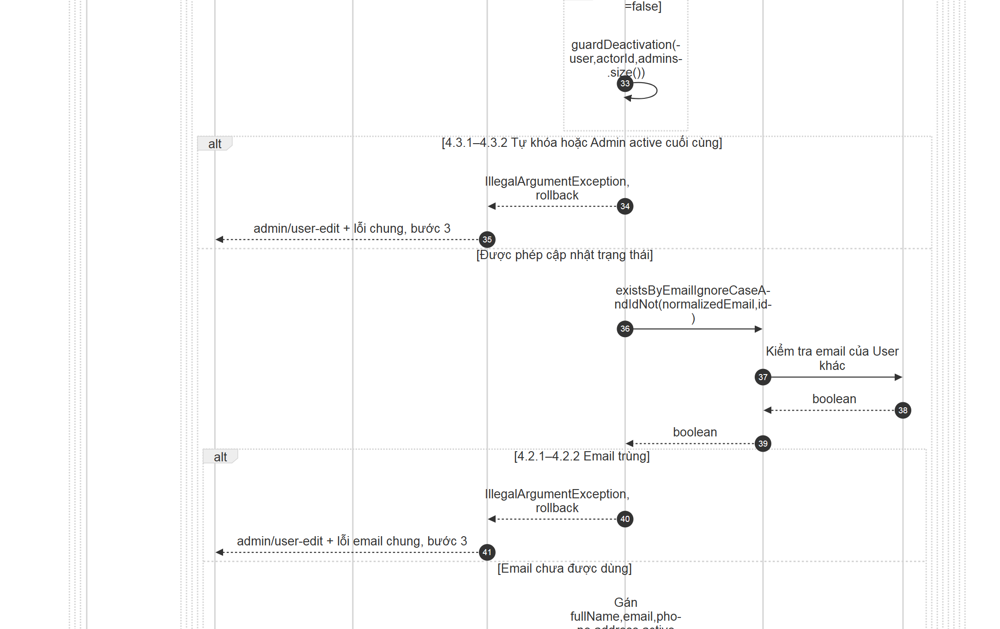 =false]
guardDeactivation(-
user,actorId,admins-
.size())
33
alt
[4.3.1–4.3.2 Tự khóa hoặc Admin active cuối cùng]
IllegalArgumentException,
rollback
34
admin/user-edit + lỗi chung, bước 3
35
[Được phép cập nhật trạng thái]
existsByEmailIgnoreCaseA-
ndIdNot(normalizedEmail,id-
)
36
Kiểm tra email của User
khác
37
boolean
38
boolean
39
alt
[4.2.1–4.2.2 Email trùng]
IllegalArgumentException,
rollback
40
admin/user-edit + lỗi email chung, bước 3
41
[Email chưa được dùng]
Gán
fullName,email,pho-
ne,address,active